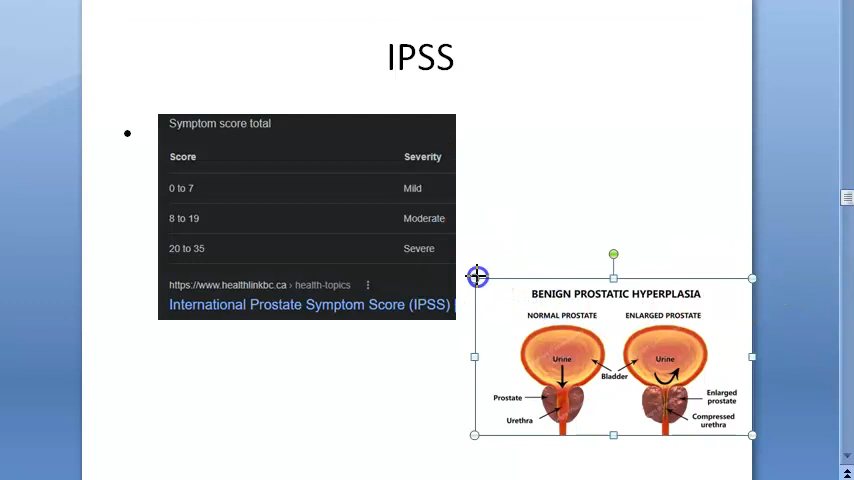 IPSS
Symptom score total
Score Severity
0 to 7 Mild
8 to 19 Moderate
20 to 35 Severe
https://www.healthlinkbc.ca › health-topics
International Prostate Symptom Score (IPSS) |
BENIGN PROSTATIC HYPERPLASIA
NORMAL PROSTATE ENLARGED PROSTATE
Urine Urine
Bladder
Prostate
Urethra
Enlarged
prostate
Compressed
urethra